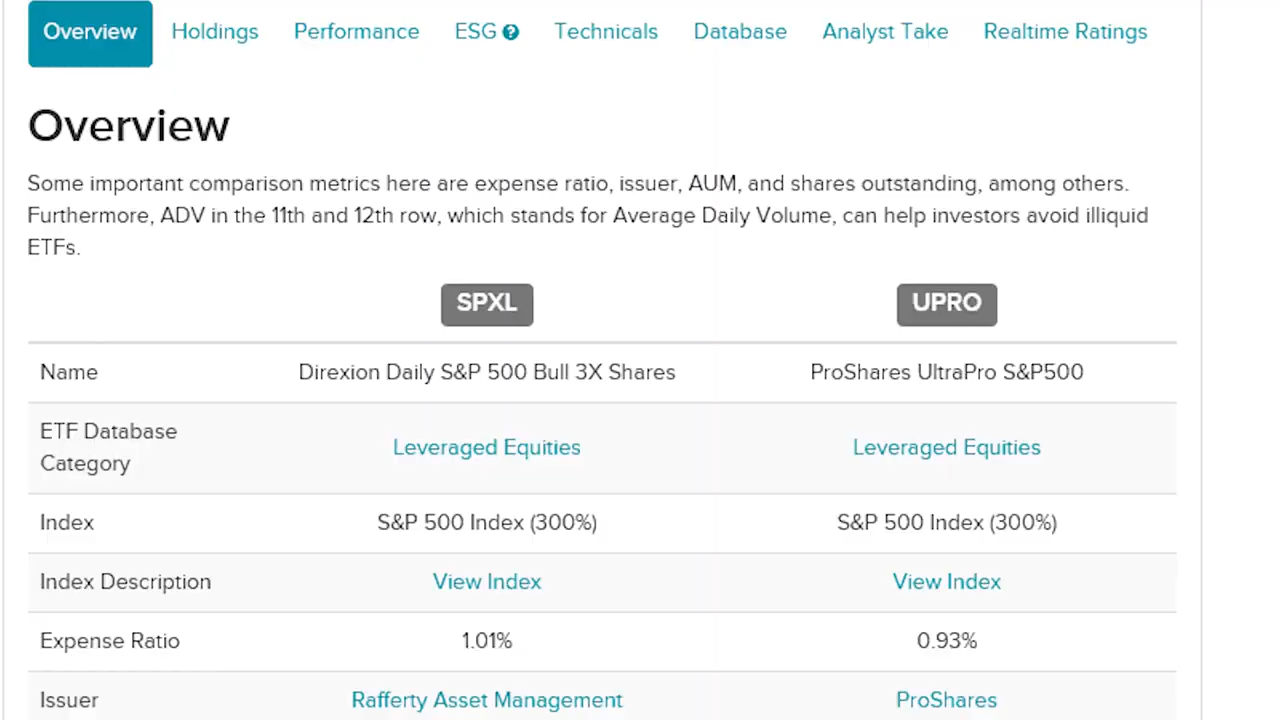 Overview Holdings Performance ESG ? Technicals Database Analyst Take Realtime Ratings
Overview
Some important comparison metrics here are expense ratio, issuer, AUM, and shares outstanding, among others.
Furthermore, ADV in the 11th and 12th row, which stands for Average Daily Volume, can help investors avoid illiquid
ETFs.
SPXL UPRO
Name Direxion Daily S&P 500 Bull 3X Shares ProShares UltraPro S&P500
ETF Database
Category Leveraged Equities Leveraged Equities
Index S&P 500 Index (300%) S&P 500 Index (300%)
Index Description View Index View Index
Expense Ratio 1.01% 0.93%
Issuer Rafferty Asset Management ProShares